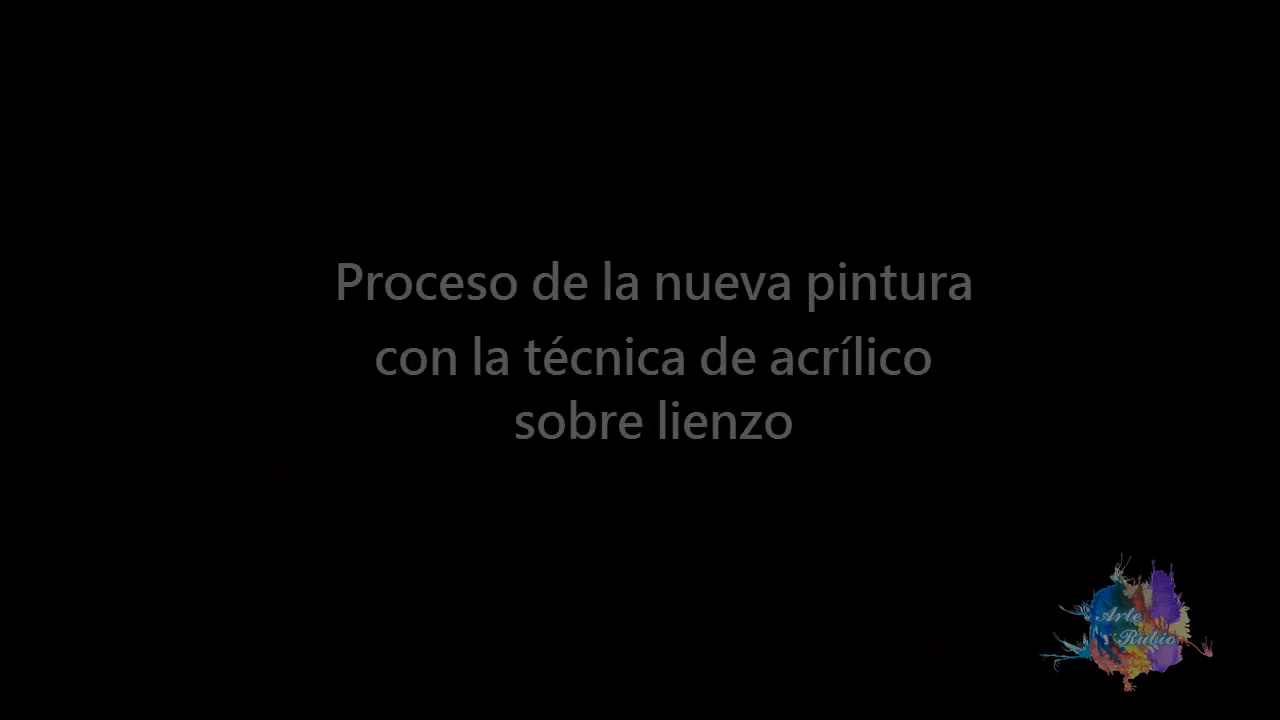 Proceso de la nueva pintura
con la técnica de acrílico
sobre lienzo
Arte
Rubio